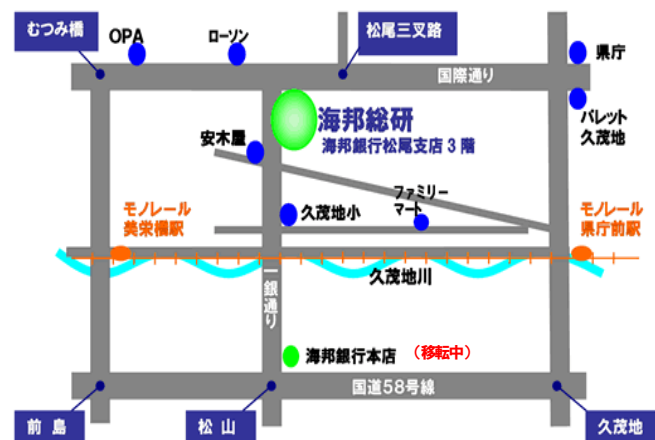 むつみ橋
OPA
ローソン
松尾三叉路
県庁
国際通り
パレット
久茂地
海邦総研
海邦銀行松尾支店3階
安木屋
ファミリー
マート
久茂地小
モノレール
美栄橋駅
モノレール
県庁前駅
久茂地川
一銀通り
海邦銀行本店
(移転中)
国道58号線
前島
松山
久茂地